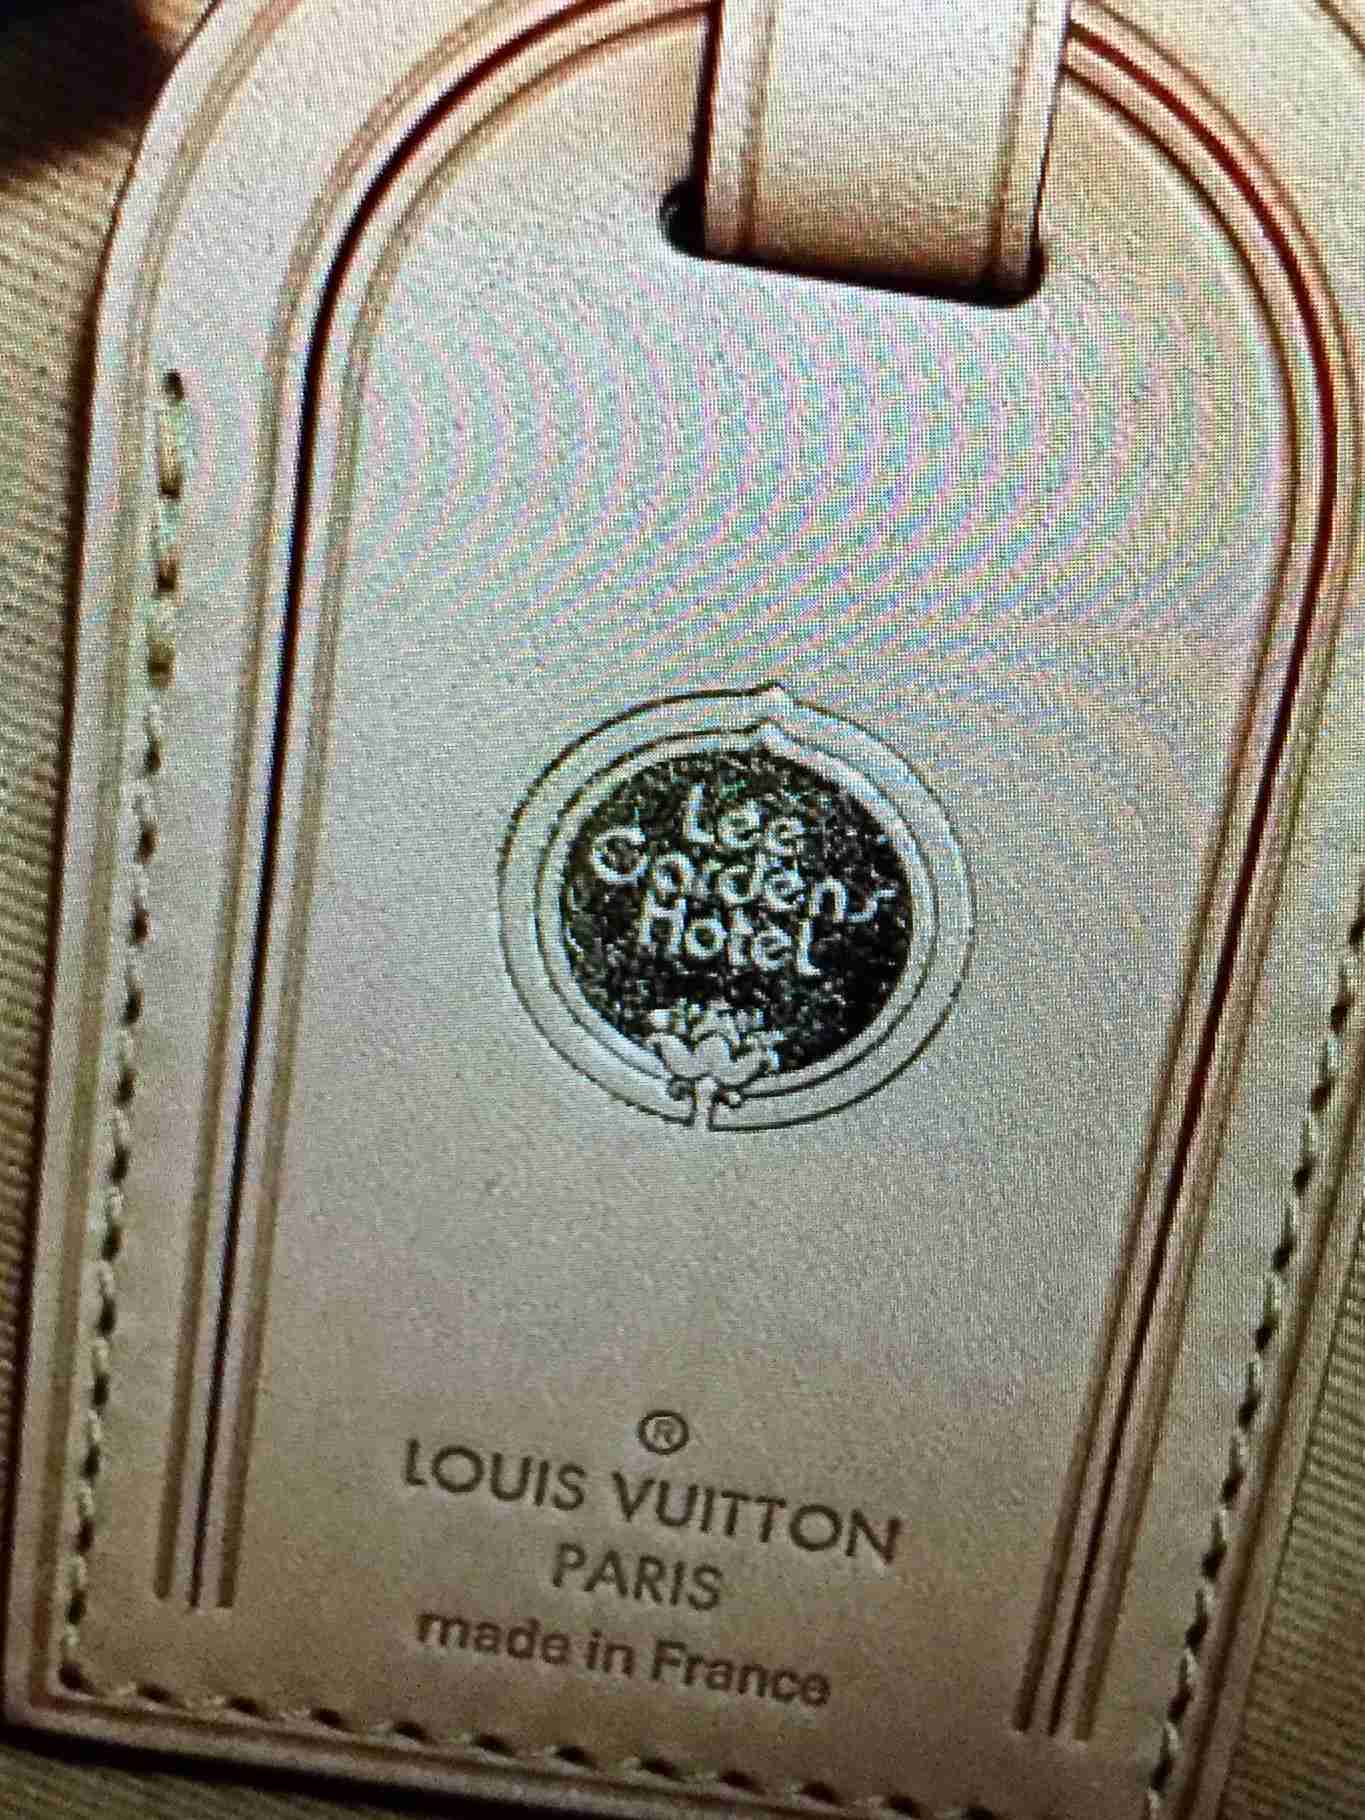 Lee
Gardens
Hotel
®
LOUIS VUITTON
PARIS
made in France